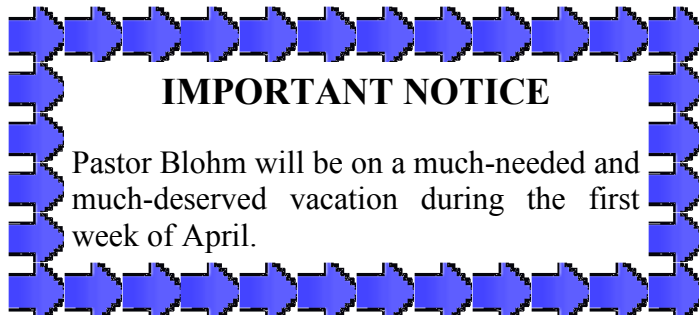 IMPORTANT NOTICE
Pastor Blohm will be on a much-needed and
much-deserved vacation during the first
week of April.